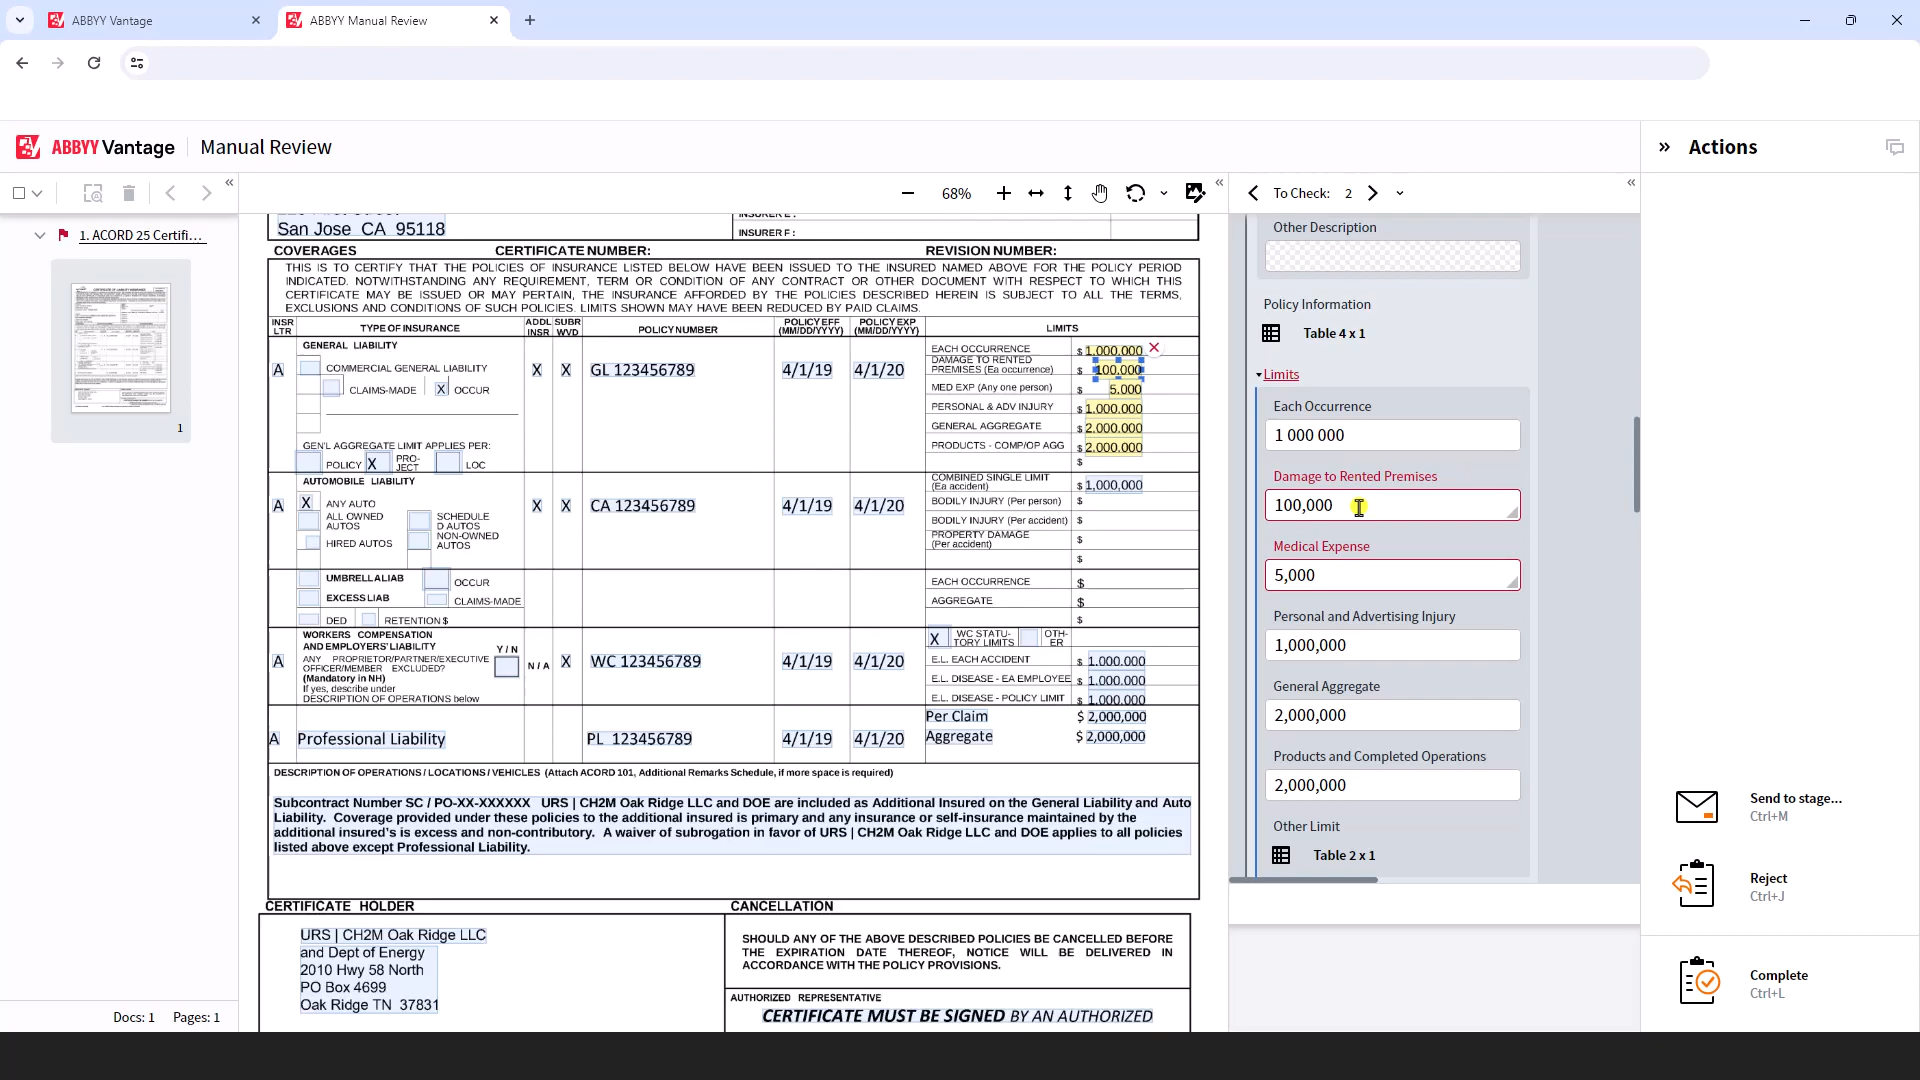 ABBYY Vantage
ABBYY Manual Review
ABBYY Vantage
Manual Review
Actions
68%
To Check: 2
1. ACORD 25 Certifi...
1
Docs: 1 Pages: 1
San Jose CA 95118
INSURER E :
INSURER F :
COVERAGES CERTIFICATE NUMBER: REVISION NUMBER:
THIS IS TO CERTIFY THAT THE POLICIES OF INSURANCE LISTED BELOW HAVE BEEN ISSUED TO THE INSURED NAMED ABOVE FOR THE POLICY PERIOD
INDICATED. NOTWITHSTANDING ANY REQUIREMENT, TERM OR CONDITION OF ANY CONTRACT OR OTHER DOCUMENT WITH RESPECT TO WHICH THIS
CERTIFICATE MAY BE ISSUED OR MAY PERTAIN, THE INSURANCE AFFORDED BY THE POLICIES DESCRIBED HEREIN IS SUBJECT TO ALL THE TERMS,
EXCLUSIONS AND CONDITIONS OF SUCH POLICIES. LIMITS SHOWN MAY HAVE BEEN REDUCED BY PAID CLAIMS.
INSR LTR
TYPE OF INSURANCE
ADDL INSR
SUBR WVD
POLICY NUMBER
POLICY EFF (MM/DD/YYYY)
POLICY EXP (MM/DD/YYYY)
LIMITS
GENERAL LIABILITY
A
COMMERCIAL GENERAL LIABILITY
CLAIMS-MADE X OCCUR
GEN'L AGGREGATE LIMIT APPLIES PER:
POLICY X PRO-JECT LOC
X X GL 123456789 4/1/19 4/1/20
EACH OCCURRENCE $ 1,000,000
DAMAGE TO RENTED
PREMISES (Ea occurrence) $ 100,000
MED EXP (Any one person) $ 5,000
PERSONAL & ADV INJURY $ 1,000,000
GENERAL AGGREGATE $ 2,000,000
PRODUCTS - COMP/OP AGG $ 2,000,000
$
AUTOMOBILE LIABILITY
A
X ANY AUTO
ALL OWNED AUTOS
SCHEDULE D AUTOS
HIRED AUTOS
NON-OWNED AUTOS
X X CA 123456789 4/1/19 4/1/20
COMBINED SINGLE LIMIT
(Ea accident) $ 1,000,000
BODILY INJURY (Per person) $
BODILY INJURY (Per accident) $
PROPERTY DAMAGE
(Per accident) $
$
UMBRELLA LIAB OCCUR
EXCESS LIAB CLAIMS-MADE
DED RETENTION $
EACH OCCURRENCE $
AGGREGATE $
$
WORKERS COMPENSATION
AND EMPLOYERS' LIABILITY
Y / N
ANY PROPRIETOR/PARTNER/EXECUTIVE
OFFICER/MEMBER EXCLUDED?
(Mandatory in NH)
If yes, describe under
DESCRIPTION OF OPERATIONS below
A
N / A X WC 123456789 4/1/19 4/1/20
X WC STATU-TORY LIMITS OTH-ER
E.L. EACH ACCIDENT $ 1,000,000
E.L. DISEASE - EA EMPLOYEE $ 1,000,000
E.L. DISEASE - POLICY LIMIT $ 1,000,000
A Professional Liability PL 123456789 4/1/19 4/1/20
Per Claim $ 2,000,000
Aggregate $ 2,000,000
DESCRIPTION OF OPERATIONS / LOCATIONS / VEHICLES (Attach ACORD 101, Additional Remarks Schedule, if more space is required)
Subcontract Number SC / PO-XX-XXXXXX URS | CH2M Oak Ridge LLC and DOE are included as Additional Insured on the General Liability and Auto
Liability. Coverage provided under these policies to the additional insured is primary and any insurance or self-insurance maintained by the
additional insured's is excess and non-contributory. A waiver of subrogation in favor of URS | CH2M Oak Ridge LLC and DOE applies to all policies
listed above except Professional Liability.
CERTIFICATE HOLDER
CANCELLATION
URS | CH2M Oak Ridge LLC
and Dept of Energy
2010 Hwy 58 North
PO Box 4699
Oak Ridge TN 37831
SHOULD ANY OF THE ABOVE DESCRIBED POLICIES BE CANCELLED BEFORE
THE EXPIRATION DATE THEREOF, NOTICE WILL BE DELIVERED IN
ACCORDANCE WITH THE POLICY PROVISIONS.
AUTHORIZED REPRESENTATIVE
CERTIFICATE MUST BE SIGNED BY AN AUTHORIZED
Other Description
Policy Information
Table 4 x 1
Limits
Each Occurrence
1 000 000
Damage to Rented Premises
100,000
Medical Expense
5,000
Personal and Advertising Injury
1,000,000
General Aggregate
2,000,000
Products and Completed Operations
2,000,000
Other Limit
Table 2 x 1
Send to stage...
Ctrl+M
Reject
Ctrl+J
Complete
Ctrl+L